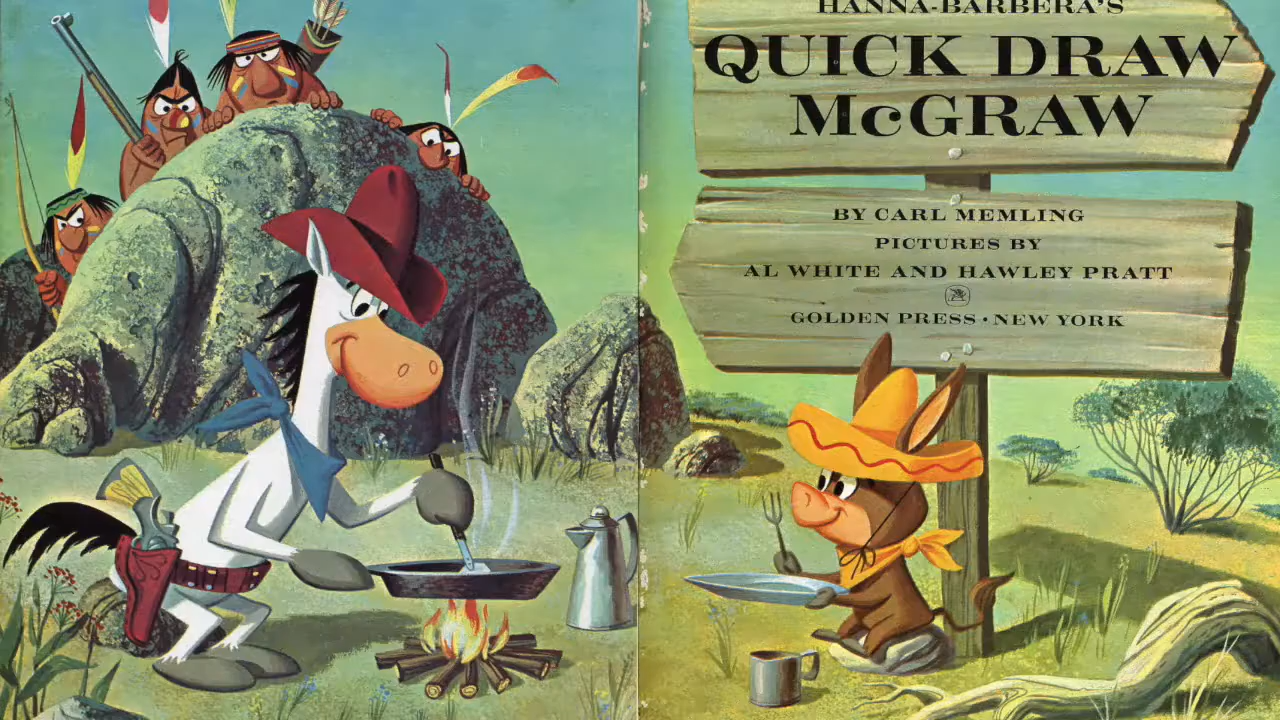 HANNA-BARBERA'S
QUICK DRAW
McGRAW
BY CARL MEMLING
PICTURES BY
AL WHITE AND HAWLEY PRATT
GOLDEN PRESS • NEW YORK